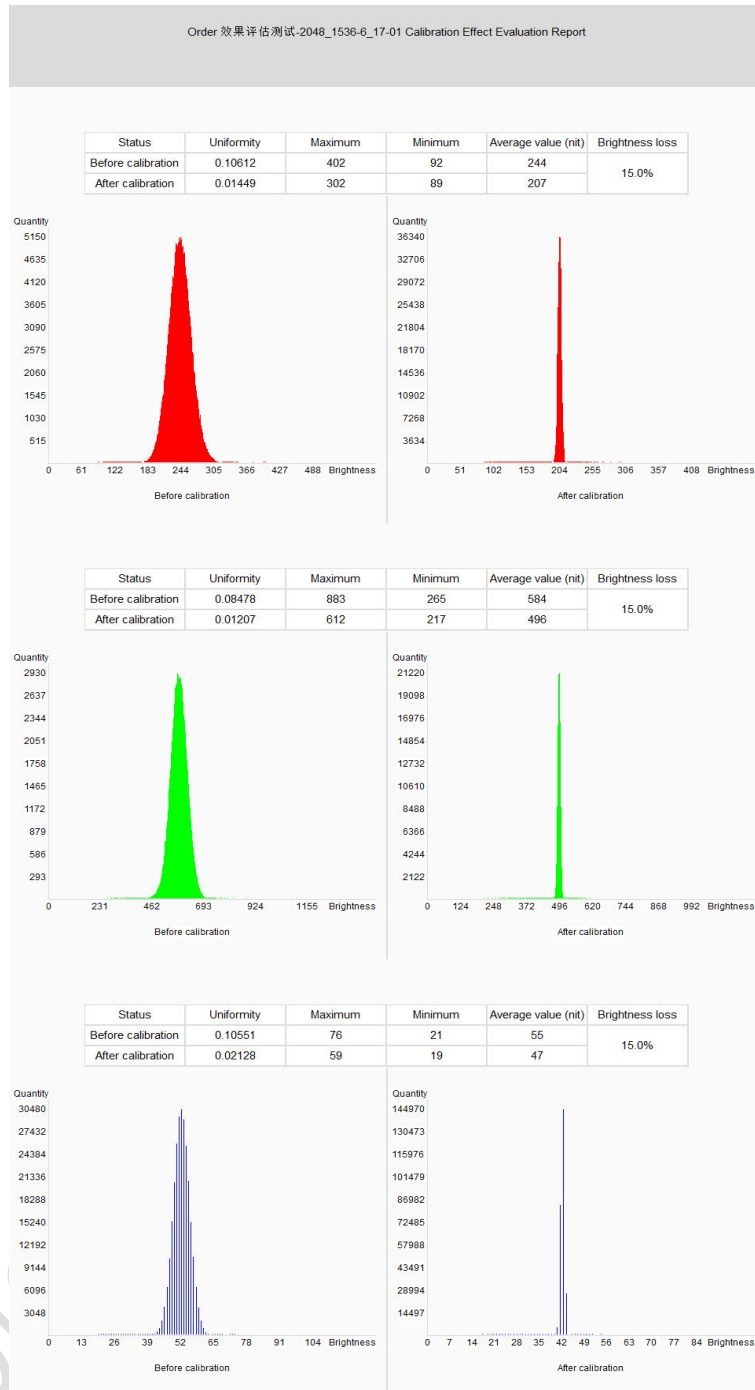 Order 效果评估测试-2048_1536-6_17-01 Calibration Effect Evaluation Report
Status Uniformity Maximum Minimum Average value (nit) Brightness loss
Before calibration 0.10612 402 92 244 15.0%
After calibration 0.01449 302 89 207
Quantity
5150
4635
4120
3605
3090
2575
2060
1545
1030
515
0 61 122 183 244 305 366 427 488 Brightness
Before calibration
Quantity
36340
32706
29072
25438
21804
18170
14536
10902
7268
3634
0 51 102 153 204 255 306 357 408 Brightness
After calibration
Status Uniformity Maximum Minimum Average value (nit) Brightness loss
Before calibration 0.08478 883 265 584 15.0%
After calibration 0.01207 612 217 496
Quantity
2930
2637
2344
2051
1758
1465
1172
879
586
293
0 231 462 693 924 1155 Brightness
Before calibration
Quantity
21220
19098
16976
14854
12732
10610
8488
6366
4244
2122
0 124 248 372 496 620 744 868 992 Brightness
After calibration
Status Uniformity Maximum Minimum Average value (nit) Brightness loss
Before calibration 0.10551 76 21 55 15.0%
After calibration 0.02128 59 19 47
Quantity
30480
27432
24384
21336
18288
15240
12192
9144
6096
3048
0 13 26 39 52 65 78 91 104 Brightness
Before calibration
Quantity
144970
130473
115976
101479
86982
72485
57988
43491
28994
14497
0 7 14 21 28 35 42 49 56 63 70 77 84 Brightness
After calibration